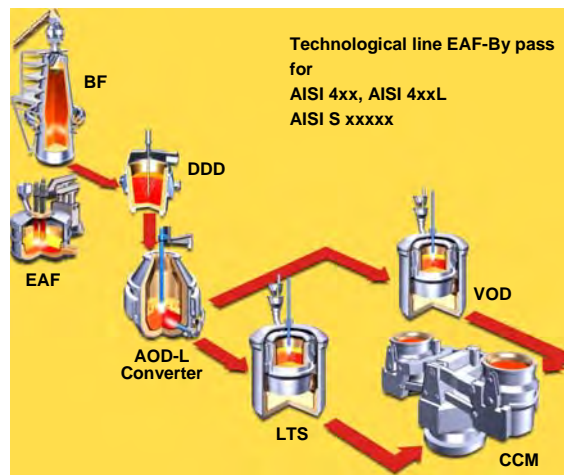 Technological line EAF-By pass
for
AISI 4xx, AISI 4xxL
AISI S xxxxx
BF
DDD
EAF
VOD
AOD-L
Converter
LTS
CCM